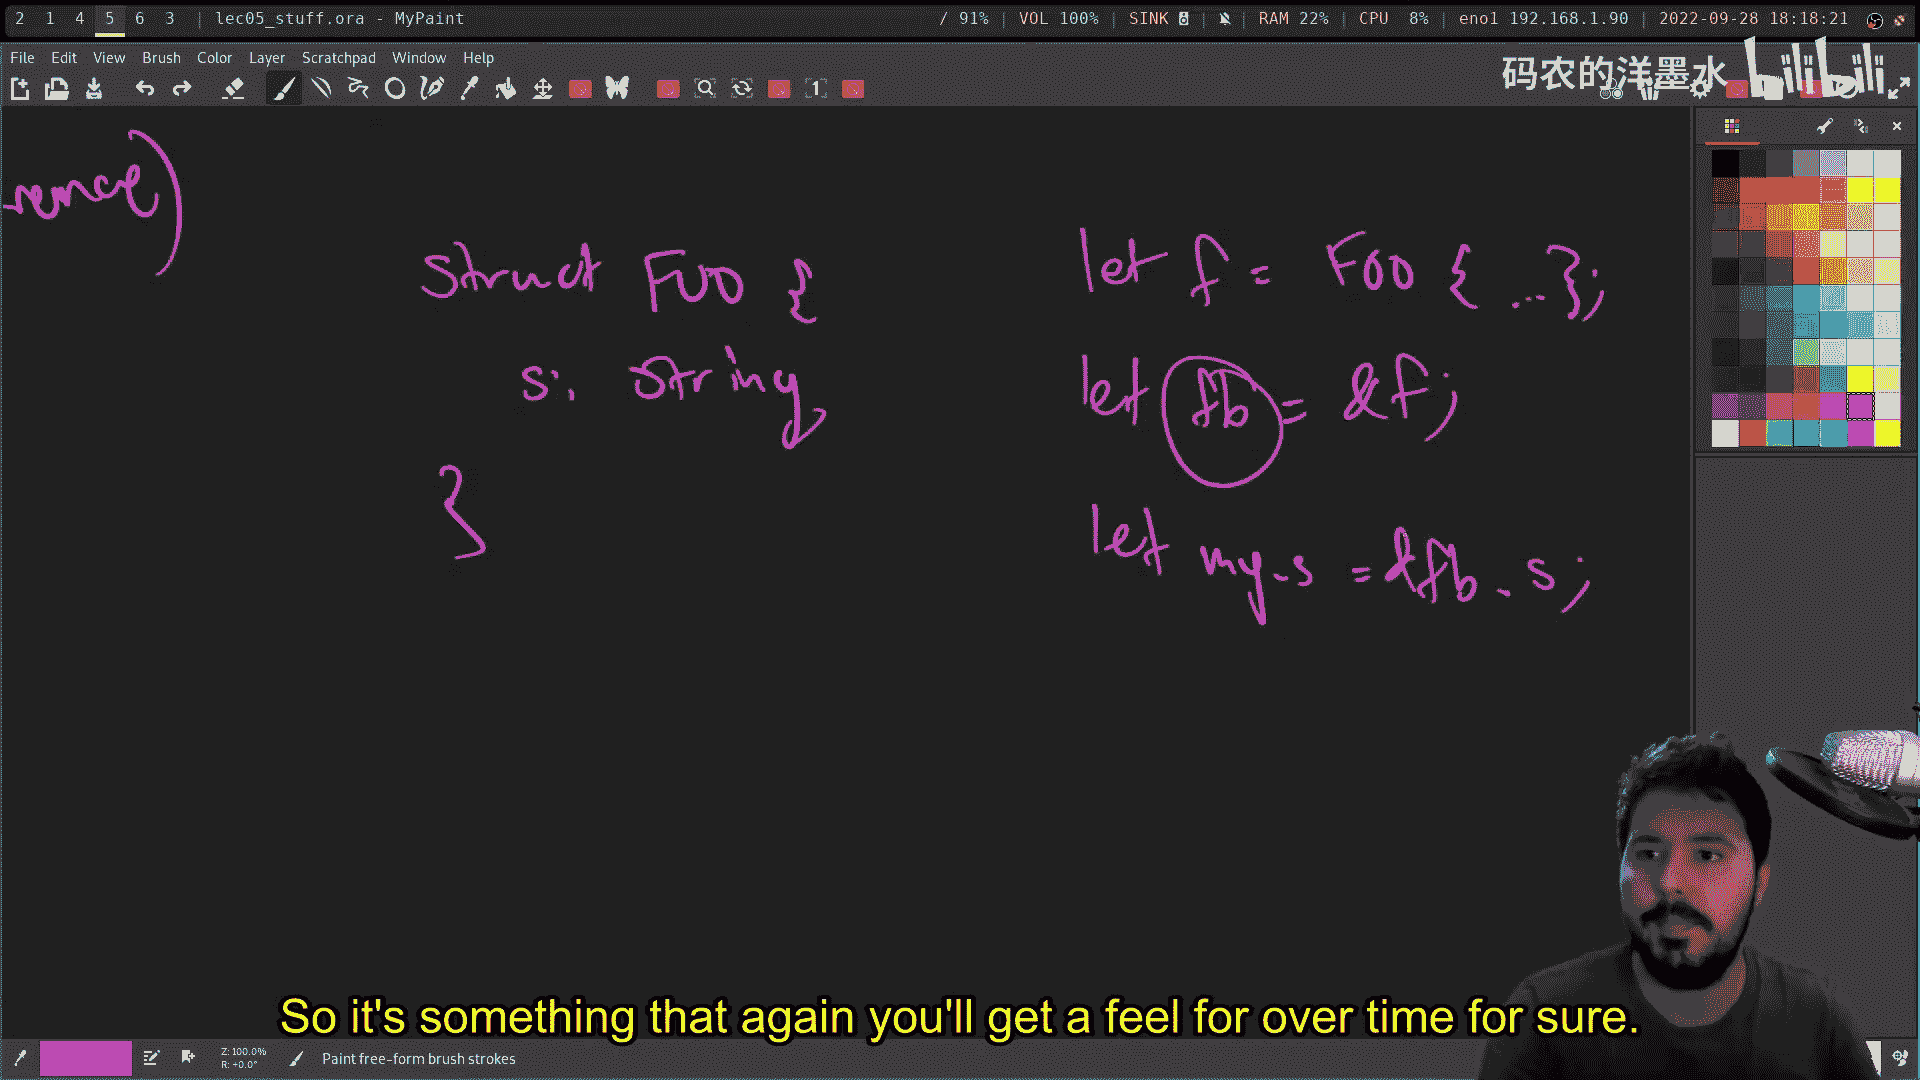 2 1 4 5 6 3 | lec05_stuff.ora - MyPaint
/ 91% | VOL 100% | SINK | | RAM 22% | CPU 8% | eno1 192.168.1.90 | 2022-09-28 18:18:21
File Edit View Brush Color Layer Scratchpad Window Help
码农的洋墨水 bilibili
1
struct Foo {
s: String,
}
let f = Foo { ... };
let fb = &f;
let my_s = &fb.s;
So it's something that again you'll get a feel for over time for sure.
Z: 100.0%
R: +0.0°
Paint free-form brush strokes